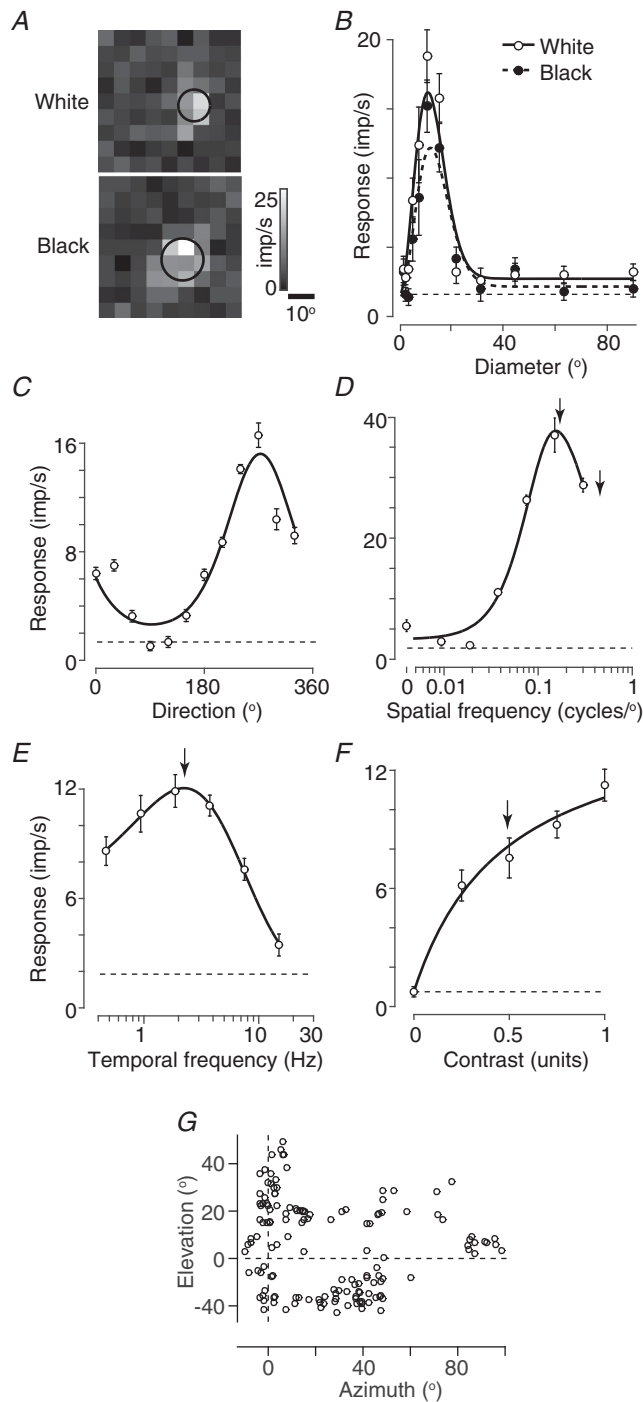 A
White
Black
25
imp/s
0
10°
B
20
Response (imp/s)
0
White
Black
0
40
80
Diameter (°)
C
16
8
0
Response (imp/s)
0
180
360
Direction (°)
D
40
20
0
0
0.01
0.1
1
Spatial frequency (cycles/°)
E
12
6
0
Response (imp/s)
1
10
30
Temporal frequency (Hz)
F
12
6
0
0
0.5
1
Contrast (units)
G
40
20
0
-40
Elevation (°)
0
40
80
Azimuth (°)